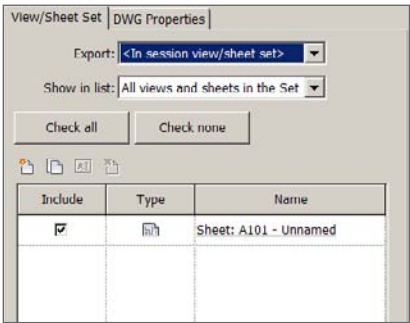 View/Sheet Set DWG Properties
Export: <In session view/sheet set>
Show in list: All views and sheets in the Set
Check all Check none
Include Type Name
Sheet: A101 - Unnamed